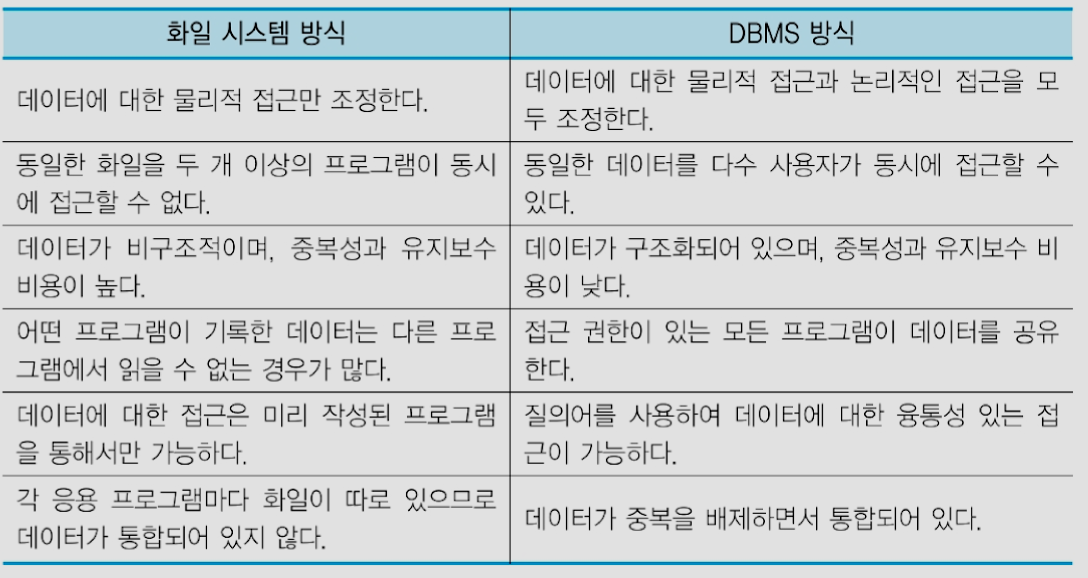 화일 시스템 방식
DBMS 방식
데이터에 대한 물리적 접근만 조정한다.
데이터에 대한 물리적 접근과 논리적인 접근을 모
두 조정한다.
동일한 화일을 두 개 이상의 프로그램이 동시
에 접근할 수 없다.
동일한 데이터를 다수 사용자가 동시에 접근할 수
있다.
데이터가 비구조적이며, 중복성과 유지보수
비용이 높다.
데이터가 구조화되어 있으며, 중복성과 유지보수 비
용이 낮다.
어떤 프로그램이 기록한 데이터는 다른 프로
그램에서 읽을 수 없는 경우가 많다.
접근 권한이 있는 모든 프로그램이 데이터를 공유
한다.
데이터에 대한 접근은 미리 작성된 프로그램
을 통해서만 가능하다.
질의어를 사용하여 데이터에 대한 융통성 있는 접
근이 가능하다.
각 응용 프로그램마다 화일이 따로 있으므로
데이터가 통합되어 있지 않다.
데이터가 중복을 배제하면서 통합되어 있다.